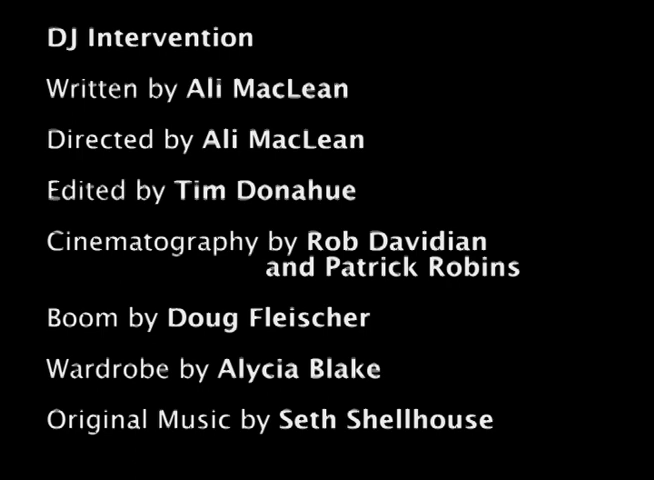 DJ Intervention
Written by Ali MacLean
Directed by Ali MacLean
Edited by Tim Donahue
Cinematography by Rob Davidian
and Patrick Robins
Boom by Doug Fleischer
Wardrobe by Alycia Blake
Original Music by Seth Shellhouse